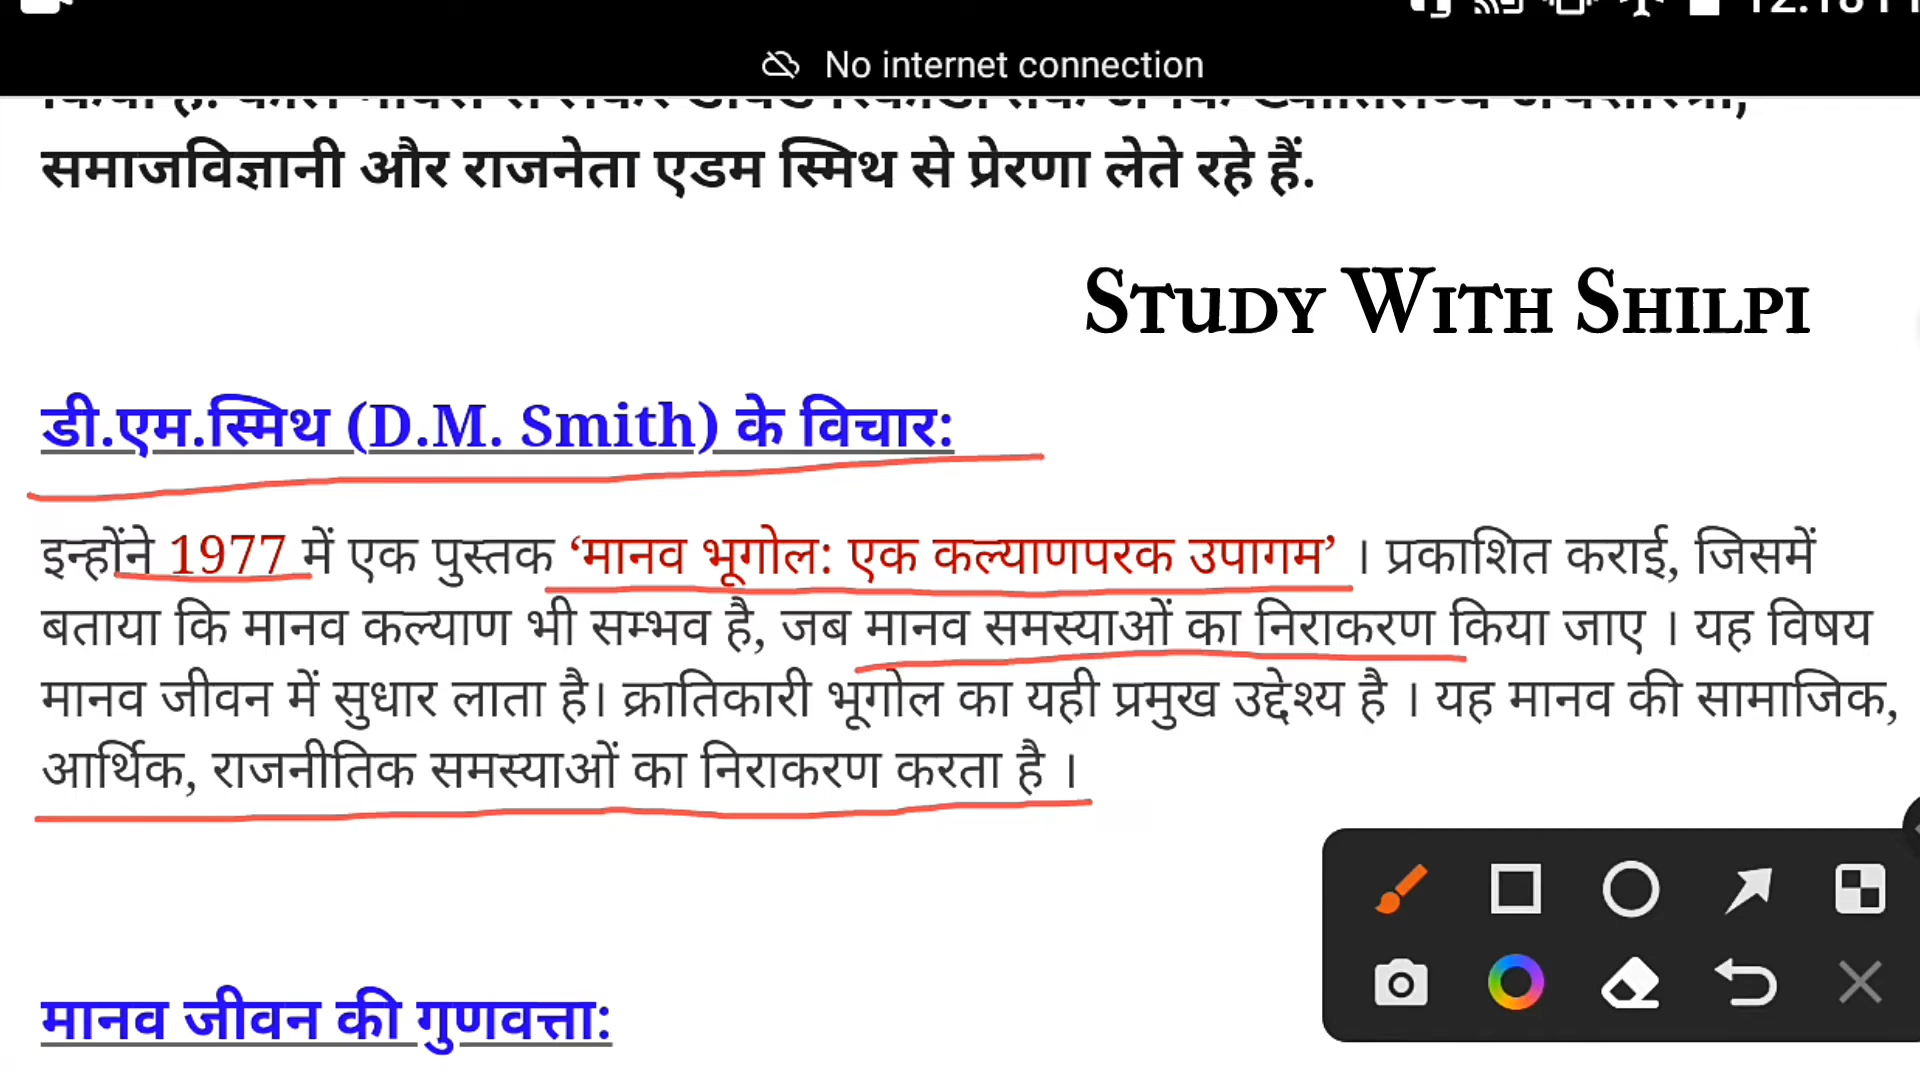 No internet connection
समाजविज्ञानी और राजनेता एडम स्मिथ से प्रेरणा लेते रहे हैं.
STUDY WITH SHILPI
डी.एम.स्मिथ (D.M. Smith) के विचार:
इन्होंने 1977 में एक पुस्तक ‘मानव भूगोल: एक कल्याणपरक उपागम’ । प्रकाशित कराई, जिसमें
बताया कि मानव कल्याण भी सम्भव है, जब मानव समस्याओं का निराकरण किया जाए । यह विषय
मानव जीवन में सुधार लाता है। क्रातिकारी भूगोल का यही प्रमुख उद्देश्य है । यह मानव की सामाजिक,
आर्थिक, राजनीतिक समस्याओं का निराकरण करता है ।
मानव जीवन की गुणवत्ता: